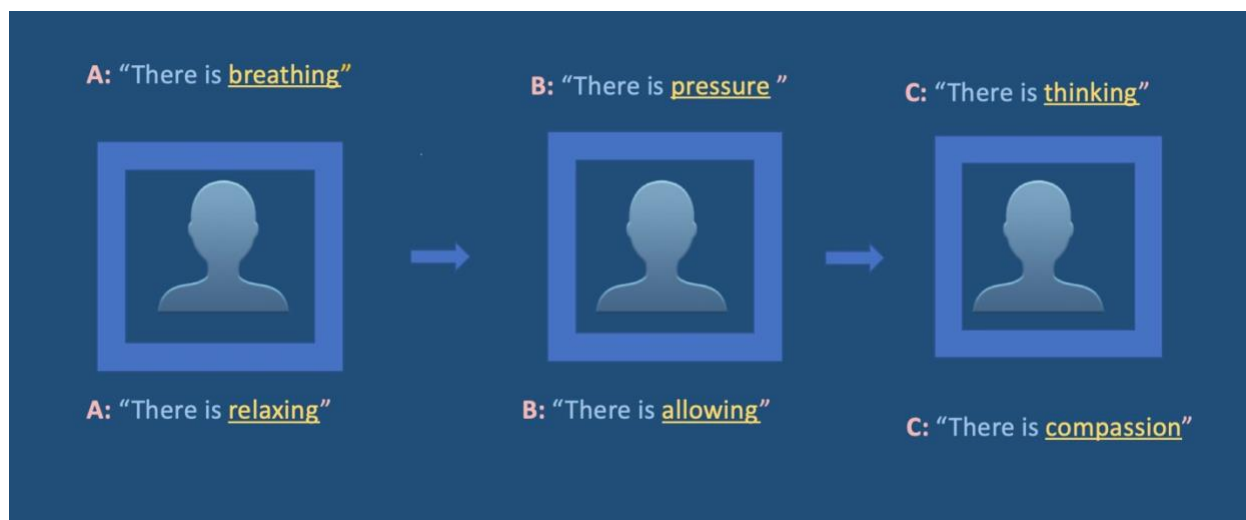 A: “There is breathing”
B: “There is pressure ”
C: “There is thinking”
A: “There is relaxing”
B: “There is allowing”
C: “There is compassion”